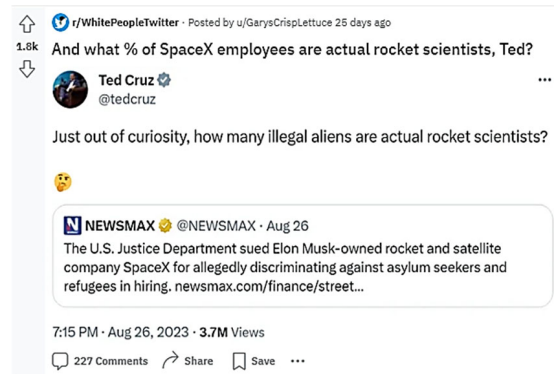 r/WhitePeopleTwitter · Posted by u/GarysCrispLettuce 25 days ago
1.8k
And what % of SpaceX employees are actual rocket scientists, Ted?
Ted Cruz
@tedcruz
Just out of curiosity, how many illegal aliens are actual rocket scientists?
🤔
N NEWSMAX @NEWSMAX · Aug 26
The U.S. Justice Department sued Elon Musk-owned rocket and satellite
company SpaceX for allegedly discriminating against asylum seekers and
refugees in hiring. newsmax.com/finance/street...
7:15 PM · Aug 26, 2023 · 3.7M Views
227 Comments Share Save ...